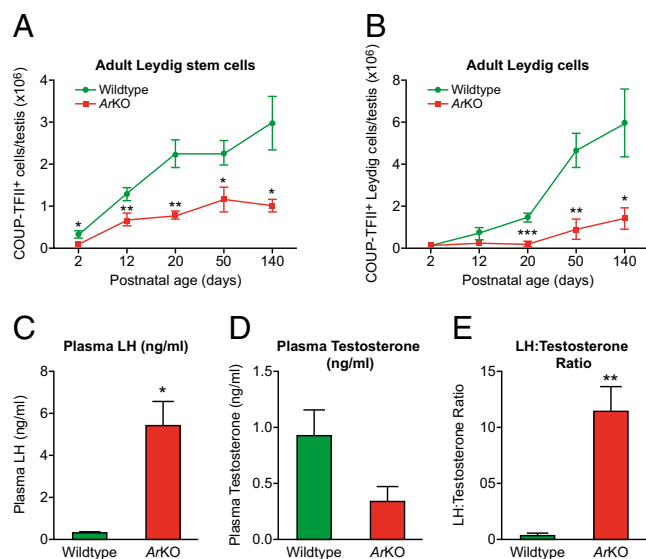 A
Adult Leydig stem cells
Wildtype
ArKO
COUP-TFII+ cells/testis (x10⁶)
4
3
2
1
0
*
**
**
*
*
2
12
20
50
140
Postnatal age (days)
B
Adult Leydig cells
Wildtype
ArKO
COUP-TFII+ Leydig cells/testis (x10⁶)
8
6
4
2
0
***
**
*
2
12
20
50
140
Postnatal age (days)
C
Plasma LH (ng/ml)
Plasma LH (ng/ml)
8
6
4
2
0
*
Wildtype
ArKO
D
Plasma Testosterone
(ng/ml)
Plasma Testosterone (ng/ml)
1.5
1.0
0.5
0.0
Wildtype
ArKO
E
LH:Testosterone
Ratio
LH:Testosterone Ratio
15
10
05
0
**
Wildtype
ArKO